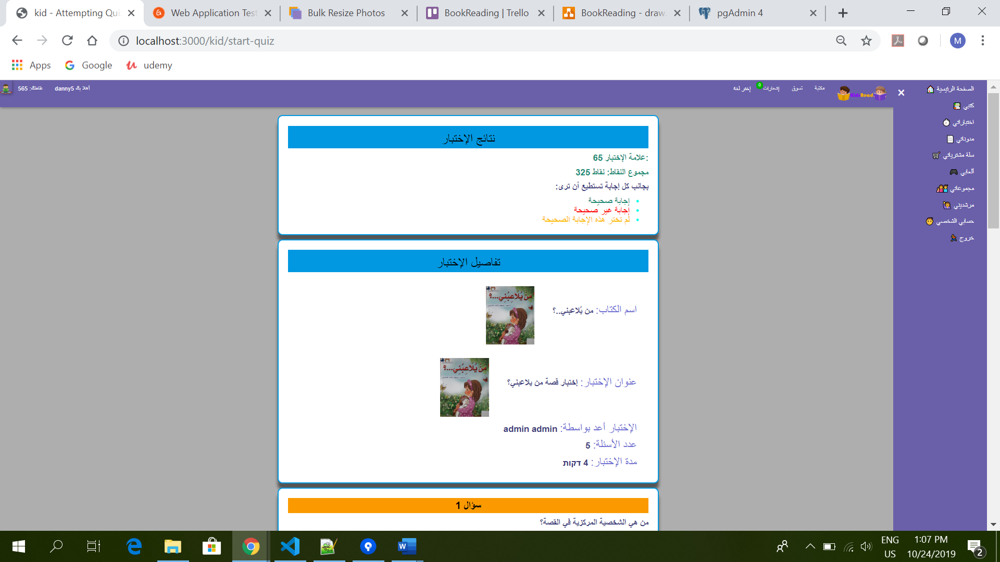 kid - Attempting Qui
Web Application Test
Bulk Resize Photos
BookReading | Trello
BookReading - draw.
pgAdmin 4
localhost:3000/kid/start-quiz
M
Apps
Google
udemy
الصفحة الرئيسية
كتبي
اختباراتي
مدوناتي
سلة مشترياتي
ألعابي
مجموعاتي
مرشديني
حسابي الشخصي
خروج
KidsRead
مكتبة
تسوق
إشعارات 0
إختر لغه
أهلا بك danny5
نقاطك: 565
نتائج الإختبار
علامة الإختبار 65:
مجموع النقاط: نقاط 325
بجانب كل إجابة تستطيع أن ترى:
إجابة صحيحة
إجابة غير صحيحة
لم تختر هذه الإجابة الصحيحة
تفاصيل الإختبار
اسم الكتاب: من يُلاعبني..؟
مَنْ يُلَاعِبُنِي...؟
عنوان الإختبار: إختبار قصة من يلاعبني؟
مَنْ يُلَاعِبُنِي...؟
الإختبار أعد بواسطة: admin admin
عدد الأسئلة: 5
مدة الإختبار: 4 דקות
سؤال 1
من هي الشخصية المركزية في القصة؟
ENG
US
1:07 PM
10/24/2019
2